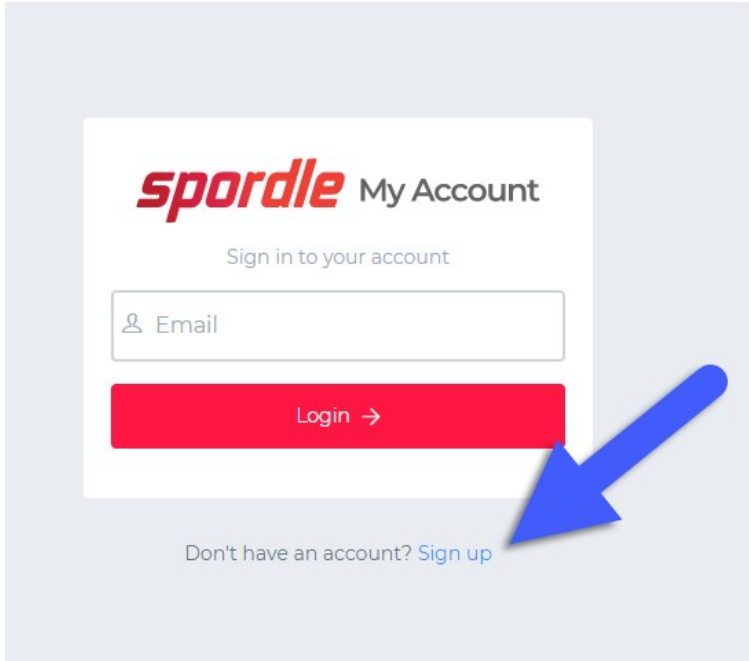 spordle My Account
Sign in to your account
Email
Login →
Don't have an account? Sign up